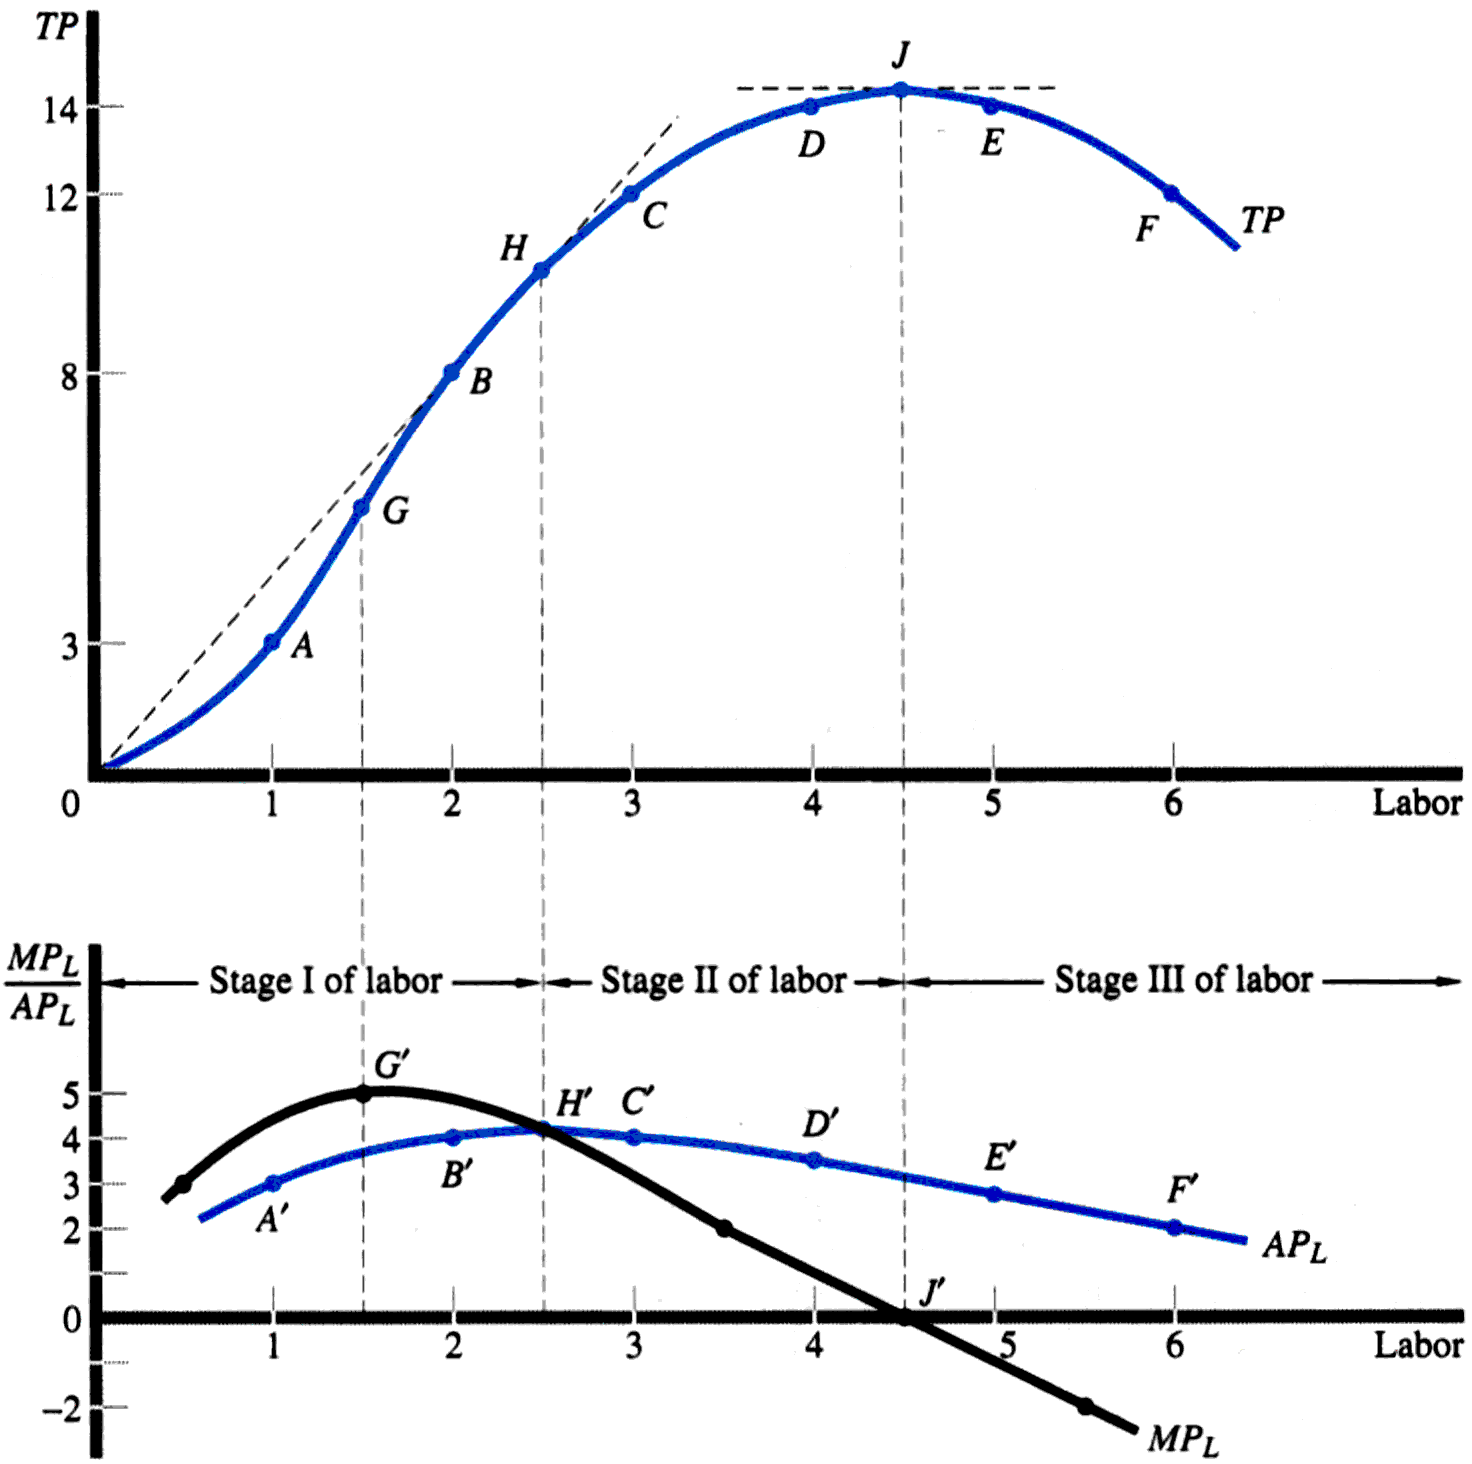 TP
J
14
D
E
12
C
F
TP
H
8
B
G
3
A
0
1
2
3
4
5
6
Labor
MP_L
AP_L
Stage I of labor
Stage II of labor
Stage III of labor
G′
5
H′
C′
4
D′
B′
E′
3
F′
A′
2
AP_L
J′
0
1
2
3
4
5
6
Labor
−2
MP_L